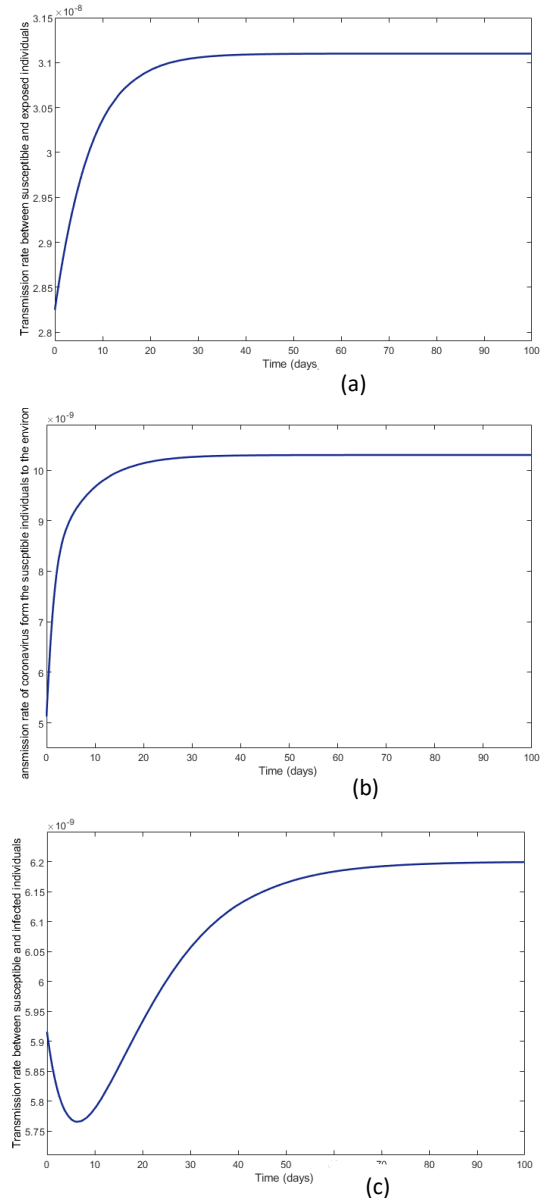 × 10⁻⁸
3.15
3.1
3.05
3
2.95
2.9
2.85
2.8
Transmission rate between susceptible and exposed individuals
0 10 20 30 40 50 60 70 80 90 100
Time (days
(a)
× 10⁻⁹
10
9
8
7
6
5
ansmission rate of coronavirus form the suscptible individuals to the environ
0 10 20 30 40 50 60 70 80 90 100
Time (days)
(b)
×10⁻⁹
6.2
6.15
6.1
6.05
6
5.95
5.9
5.85
5.8
5.75
Transmission rate between susceptible and infected individuals
0 10 20 30 40 50 60 70 80 90 100
Time (days)
(c)